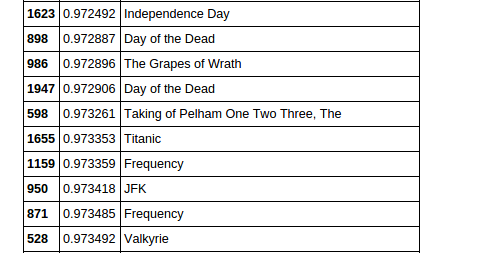 1623 0.972492 Independence Day
898 0.972887 Day of the Dead
986 0.972896 The Grapes of Wrath
1947 0.972906 Day of the Dead
598 0.973261 Taking of Pelham One Two Three, The
1655 0.973353 Titanic
1159 0.973359 Frequency
950 0.973418 JFK
871 0.973485 Frequency
528 0.973492 Valkyrie